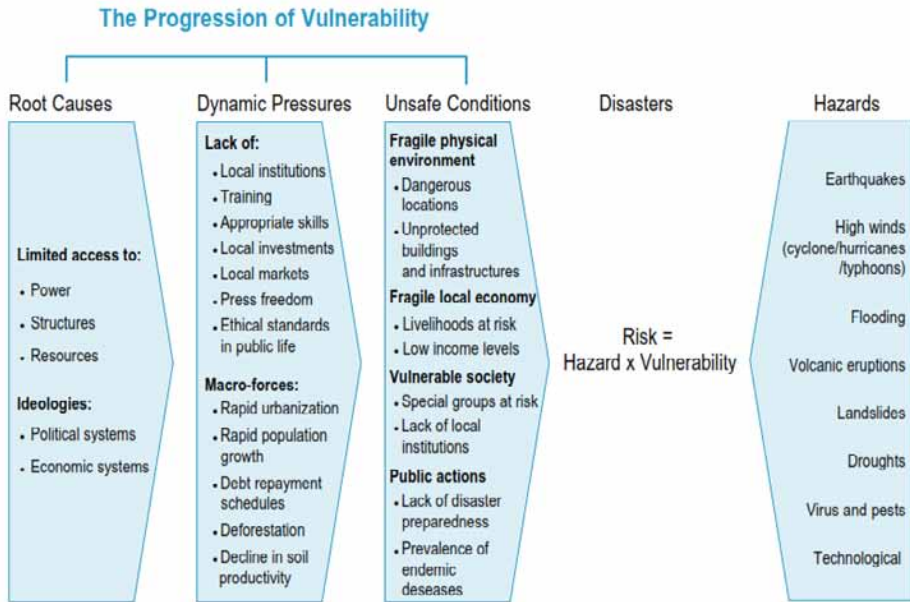 The Progression of Vulnerability
Root Causes
Limited access to:
• Power
• Structures
• Resources
Ideologies:
• Political systems
• Economic systems
Dynamic Pressures
Lack of:
• Local institutions
• Training
• Appropriate skills
• Local investments
• Local markets
• Press freedom
• Ethical standards
in public life
Macro-forces:
• Rapid urbanization
• Rapid population
growth
• Debt repayment
schedules
• Deforestation
• Decline in soil
productivity
Unsafe Conditions
Fragile physical
environment
• Dangerous
locations
• Unprotected
buildings
and infrastructures
Fragile local economy
• Livelihoods at risk
• Low income levels
Vulnerable society
• Special groups at risk
• Lack of local
institutions
Public actions
• Lack of disaster
preparedness
• Prevalence of
endemic
deseases
Disasters
Risk =
Hazard x Vulnerability
Hazards
Earthquakes
High winds
(cyclone/hurricanes
/typhoons)
Flooding
Volcanic eruptions
Landslides
Droughts
Virus and pests
Technological